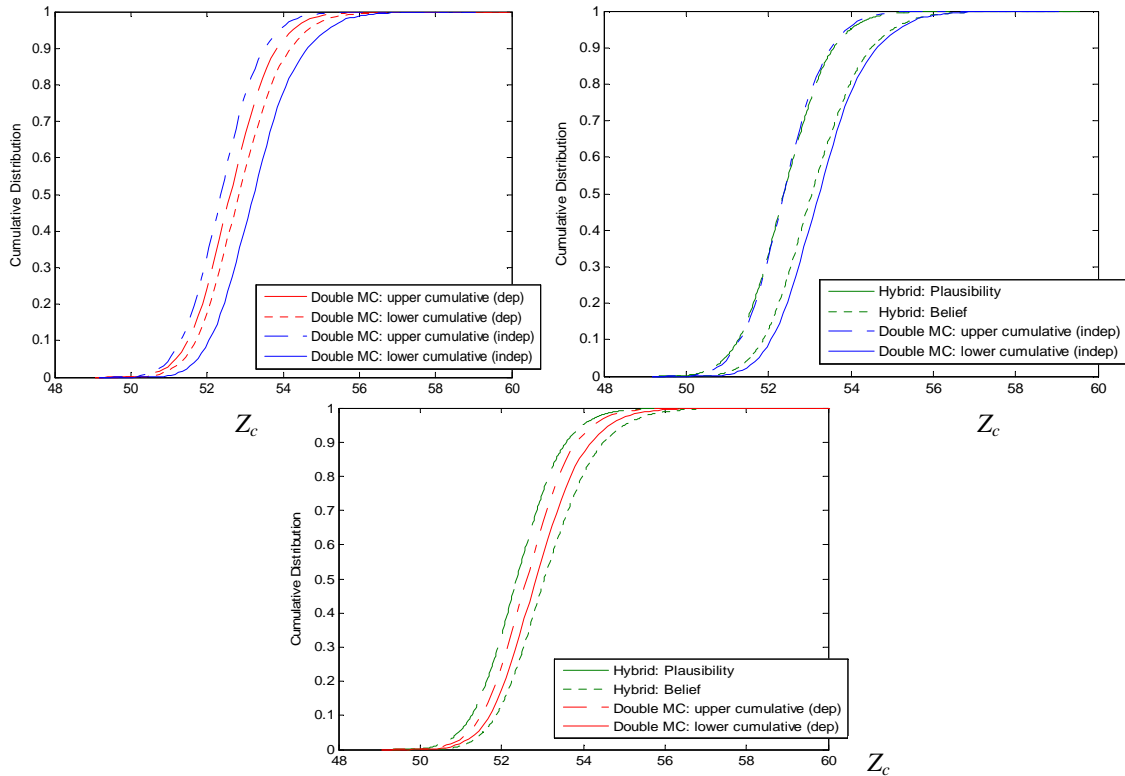 1
0.9
0.8
0.7
0.6
0.5
0.4
0.3
0.2
0.1
0
Cumulative Distribution
Double MC: upper cumulative (dep)
Double MC: lower cumulative (dep)
Double MC: upper cumulative (indep)
Double MC: lower cumulative (indep)
48 50 52 54 56 58 60
Zc
1
0.9
0.8
0.7
0.6
0.5
0.4
0.3
0.2
0.1
0
Cumulative Distribution
Hybrid: Plausibility
Hybrid: Belief
Double MC: upper cumulative (indep)
Double MC: lower cumulative (indep)
48 50 52 54 56 58 60
Zc
1
0.9
0.8
0.7
0.6
0.5
0.4
0.3
0.2
0.1
0
Cumulative Distribution
Hybrid: Plausibility
Hybrid: Belief
Double MC: upper cumulative (dep)
Double MC: lower cumulative (dep)
48 50 52 54 56 58 60
Zc